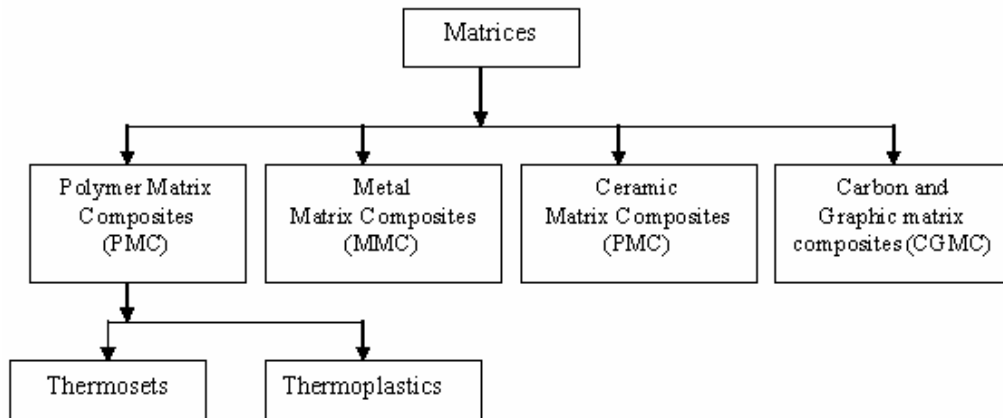 Matrices
Polymer Matrix
Composites
(PMC)
Metal
Matrix Composites
(MMC)
Ceramic
Matrix Composites
(PMC)
Carbon and
Graphic matrix
composites (CGMC)
Thermosets
Thermoplastics